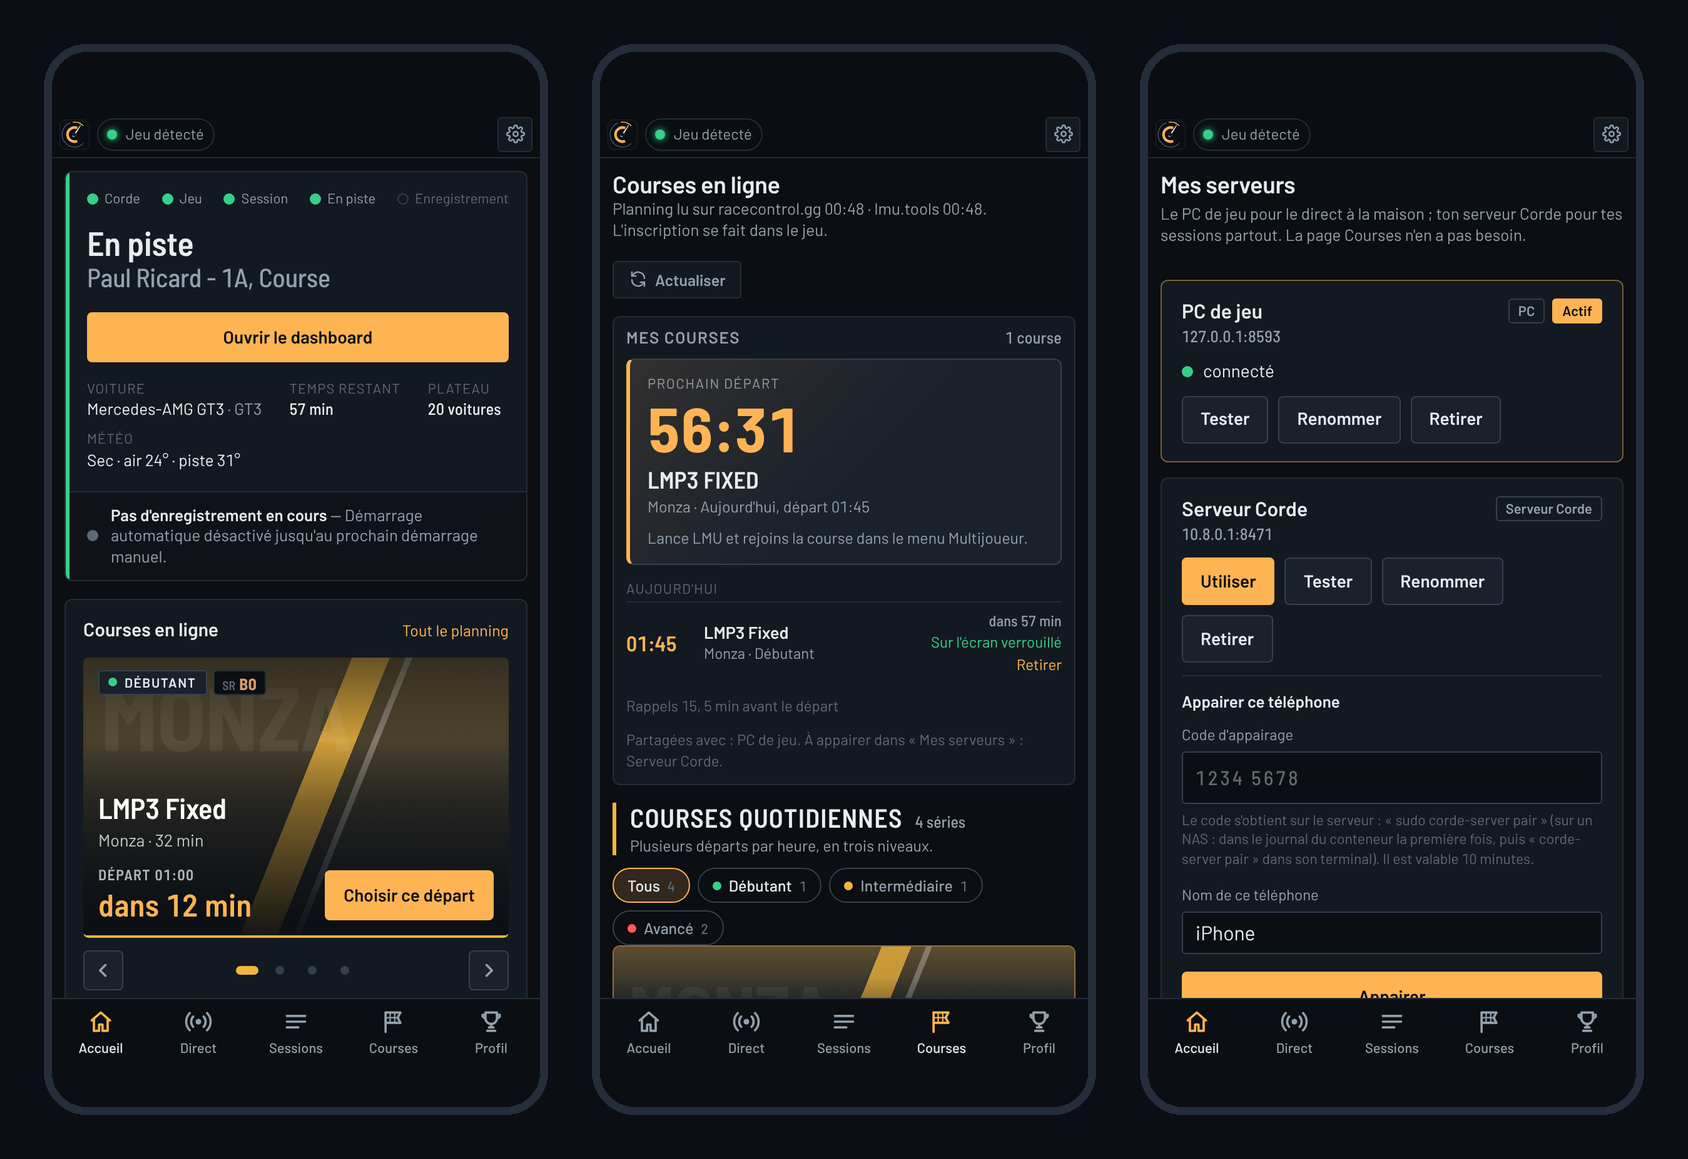 Jeu détecté
Corde Jeu Session En piste Enregistrement
En piste
Paul Ricard - 1A, Course
Ouvrir le dashboard
VOITURE TEMPS RESTANT PLATEAU
Mercedes-AMG GT3 · GT3 57 min 20 voitures
MÉTÉO
Sec · air 24° · piste 31°
Pas d'enregistrement en cours — Démarrage
automatique désactivé jusqu'au prochain démarrage
manuel.
Courses en ligne Tout le planning
DÉBUTANT SR B0
MONZA
LMP3 Fixed
Monza · 32 min
DÉPART 01:00
dans 12 min Choisir ce départ
Accueil Direct Sessions Courses Profil
Jeu détecté
Courses en ligne
Planning lu sur racecontrol.gg 00:48 · lmu.tools 00:48.
L'inscription se fait dans le jeu.
Actualiser
MES COURSES 1 course
PROCHAIN DÉPART
56:31
LMP3 FIXED
Monza · Aujourd'hui, départ 01:45
Lance LMU et rejoins la course dans le menu Multijoueur.
AUJOURD'HUI
dans 57 min
01:45 LMP3 Fixed Sur l'écran verrouillé
Monza · Débutant Retirer
Rappels 15, 5 min avant le départ
Partagées avec : PC de jeu. À appairer dans « Mes serveurs » :
Serveur Corde.
COURSES QUOTIDIENNES 4 séries
Plusieurs départs par heure, en trois niveaux.
Tous 4 Débutant 1 Intermédiaire 1
Avancé 2
MONZA
Accueil Direct Sessions Courses Profil
Jeu détecté
Mes serveurs
Le PC de jeu pour le direct à la maison ; ton serveur Corde pour tes
sessions partout. La page Courses n'en a pas besoin.
PC de jeu PC Actif
127.0.0.1:8593
connecté
Tester Renommer Retirer
Serveur Corde Serveur Corde
10.8.0.1:8471
Utiliser Tester Renommer
Retirer
Appairer ce téléphone
Code d'appairage
1234 5678
Le code s'obtient sur le serveur : « sudo corde-server pair » (sur un
NAS : dans le journal du conteneur la première fois, puis « corde-
server pair » dans son terminal). Il est valable 10 minutes.
Nom de ce téléphone
iPhone
Appairer
Accueil Direct Sessions Courses Profil